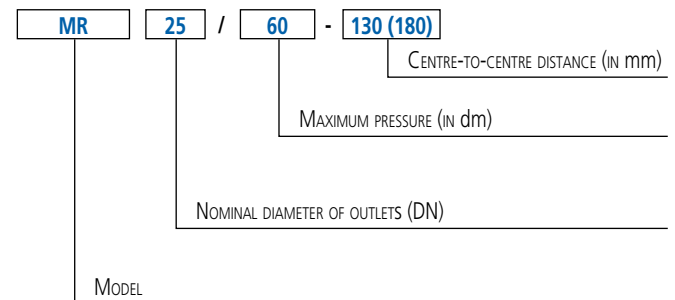 MR 25 / 60 - 130 (180)
Centre-to-centre distance (in mm)
Maximum pressure (in dm)
Nominal diameter of outlets (DN)
Model